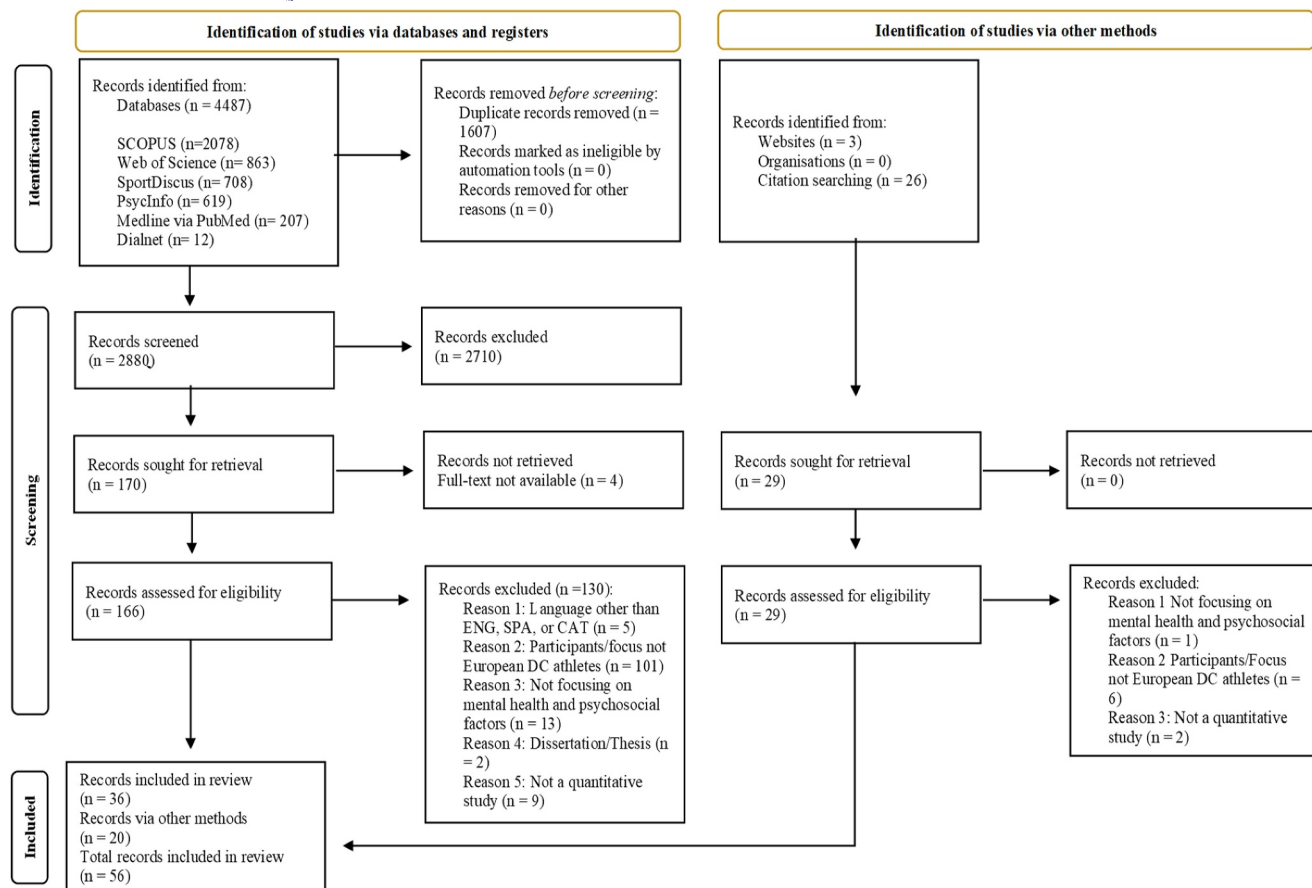 Identification of studies via databases and registers
Identification of studies via other methods
Identification
Records identified from:
Databases (n = 4487)
SCOPUS (n=2078)
Web of Science (n= 863)
SportDiscus (n= 708)
PsycInfo (n= 619)
Medline via PubMed (n= 207)
Dialnet (n= 12)
Records removed before screening:
Duplicate records removed (n =
1607)
Records marked as ineligible by
automation tools (n = 0)
Records removed for other
reasons (n = 0)
Records identified from:
Websites (n = 3)
Organisations (n = 0)
Citation searching (n = 26)
Screening
Records screened
(n = 2880)
Records excluded
(n = 2710)
Records sought for retrieval
(n = 170)
Records not retrieved
Full-text not available (n = 4)
Records sought for retrieval
(n = 29)
Records not retrieved
(n = 0)
Records assessed for eligibility
(n = 166)
Records excluded (n =130):
Reason 1: Language other than
ENG, SPA, or CAT (n = 5)
Reason 2: Participants/focus not
European DC athletes (n = 101)
Reason 3: Not focusing on
mental health and psychosocial
factors (n = 13)
Reason 4: Dissertation/Thesis (n
= 2)
Reason 5: Not a quantitative
study (n = 9)
Records assessed for eligibility
(n = 29)
Records excluded:
Reason 1 Not focusing on
mental health and psychosocial
factors (n = 1)
Reason 2 Participants/Focus
not European DC athletes (n =
6)
Reason 3: Not a quantitative
study (n = 2)
Included
Records included in review
(n = 36)
Records via other methods
(n = 20)
Total records included in review
(n = 56)